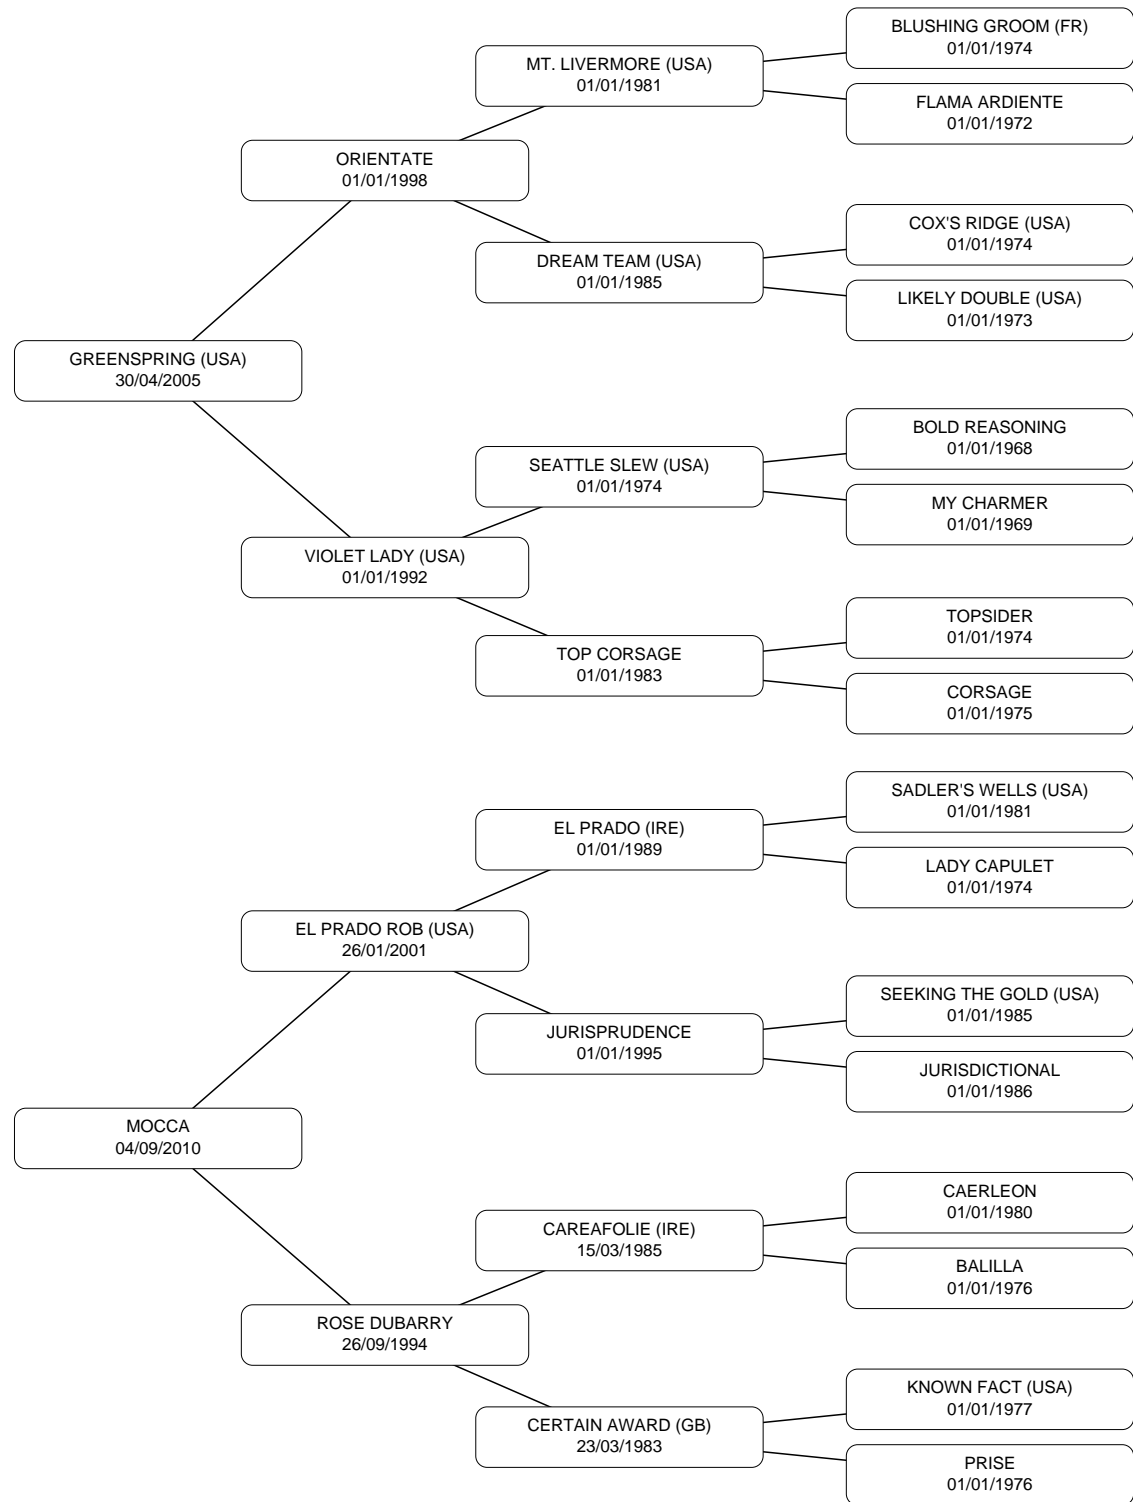 BLUSHING GROOM (FR)
01/01/1974
MT. LIVERMORE (USA)
01/01/1981
FLAMA ARDIENTE
01/01/1972
ORIENTATE
01/01/1998
COX'S RIDGE (USA)
01/01/1974
DREAM TEAM (USA)
01/01/1985
LIKELY DOUBLE (USA)
01/01/1973
GREENSPRING (USA)
30/04/2005
BOLD REASONING
01/01/1968
SEATTLE SLEW (USA)
01/01/1974
MY CHARMER
01/01/1969
VIOLET LADY (USA)
01/01/1992
TOPSIDER
01/01/1974
TOP CORSAGE
01/01/1983
CORSAGE
01/01/1975
SADLER'S WELLS (USA)
01/01/1981
EL PRADO (IRE)
01/01/1989
LADY CAPULET
01/01/1974
EL PRADO ROB (USA)
26/01/2001
SEEKING THE GOLD (USA)
01/01/1985
JURISPRUDENCE
01/01/1995
JURISDICTIONAL
01/01/1986
MOCCA
04/09/2010
CAERLEON
01/01/1980
CAREAFOLIE (IRE)
15/03/1985
BALILLA
01/01/1976
ROSE DUBARRY
26/09/1994
KNOWN FACT (USA)
01/01/1977
CERTAIN AWARD (GB)
23/03/1983
PRISE
01/01/1976